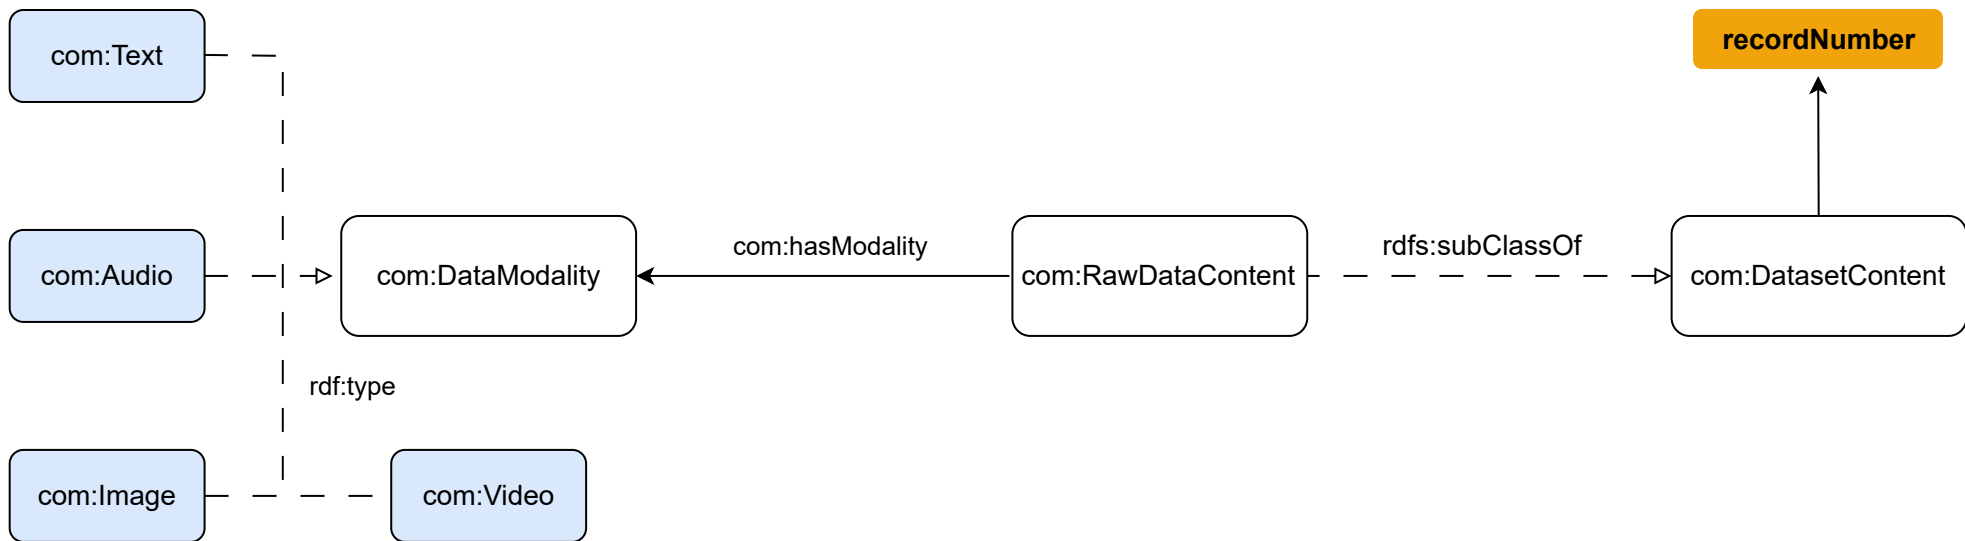 com:Text
recordNumber
com:Audio
com:DataModality
com:hasModality
com:RawDataContent
rdfs:subClassOf
com:DatasetContent
rdf:type
com:Image
com:Video